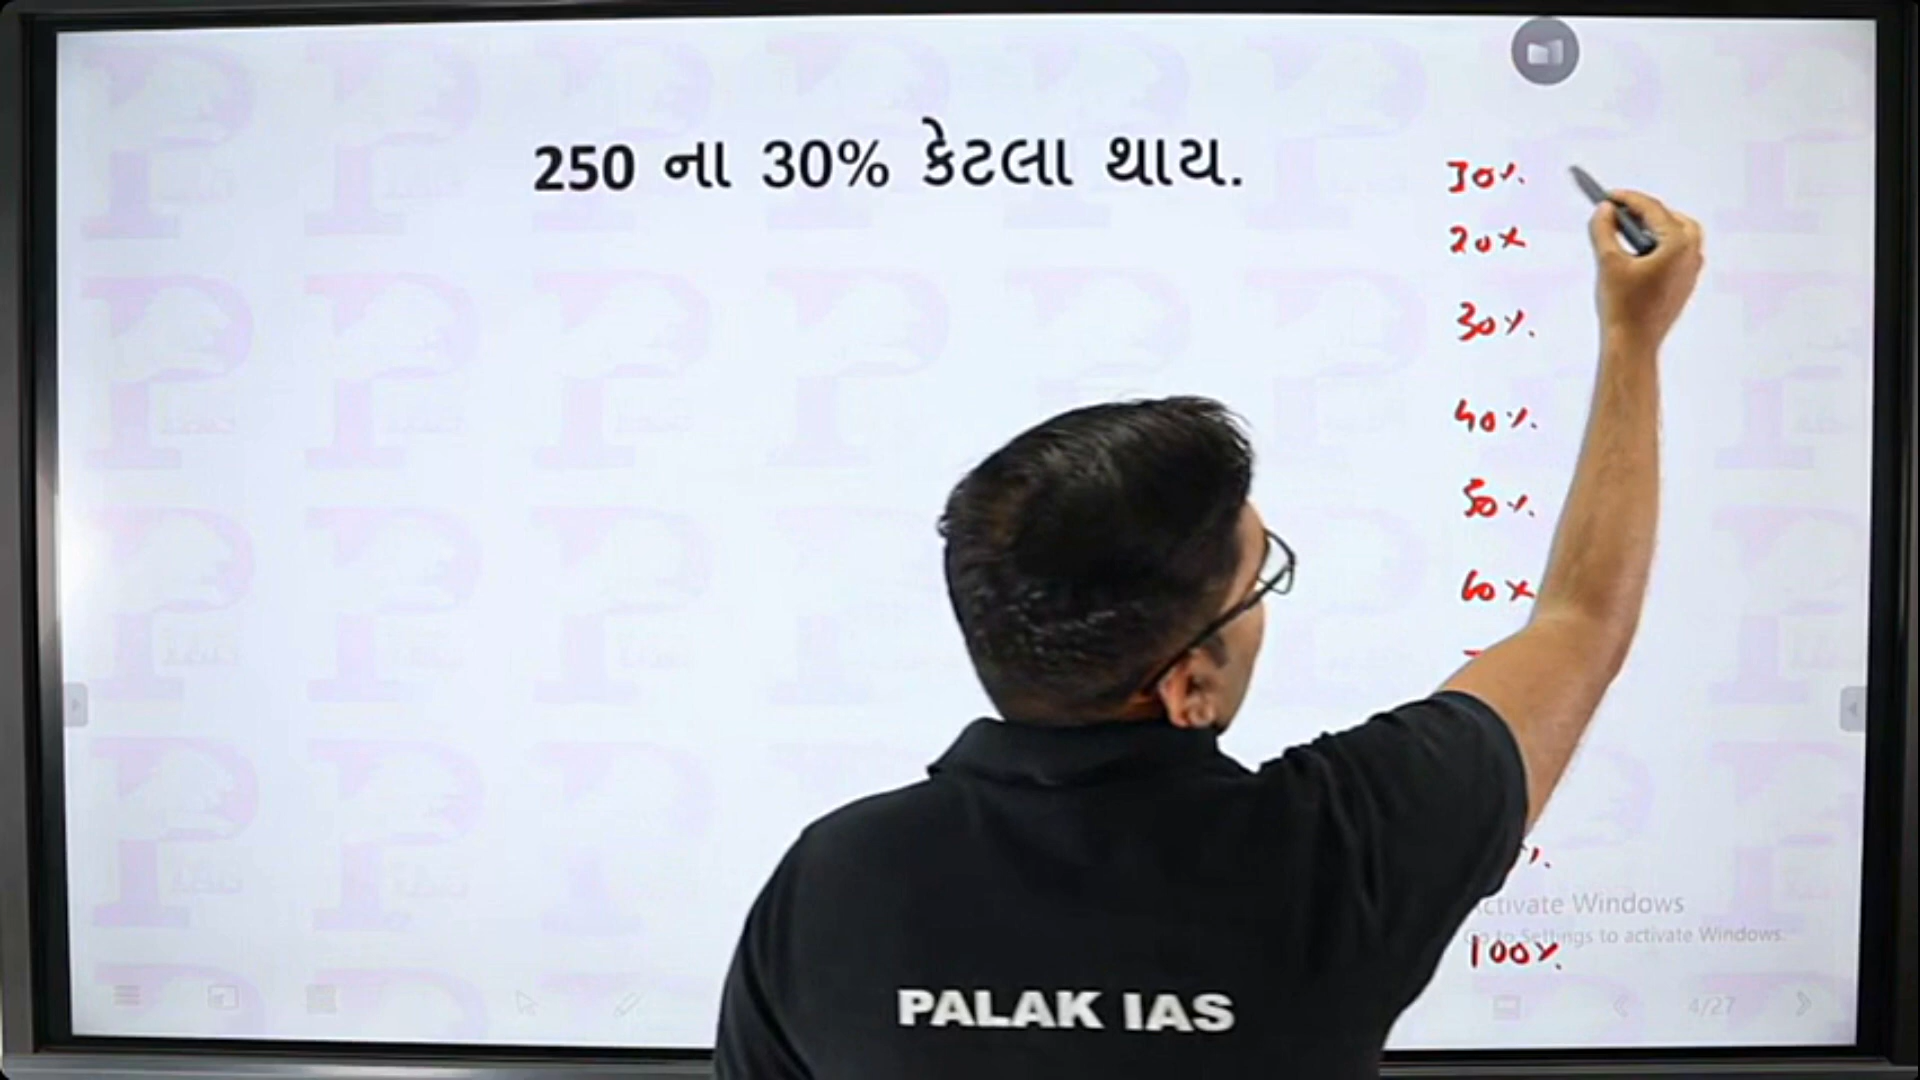 250 ના 30% કેટલા થાય.
10%.
20%
30%.
40%.
50%.
60%
%.
Activate Windows
Go to Settings to activate Windows.
100%.
4/27
PALAK IAS